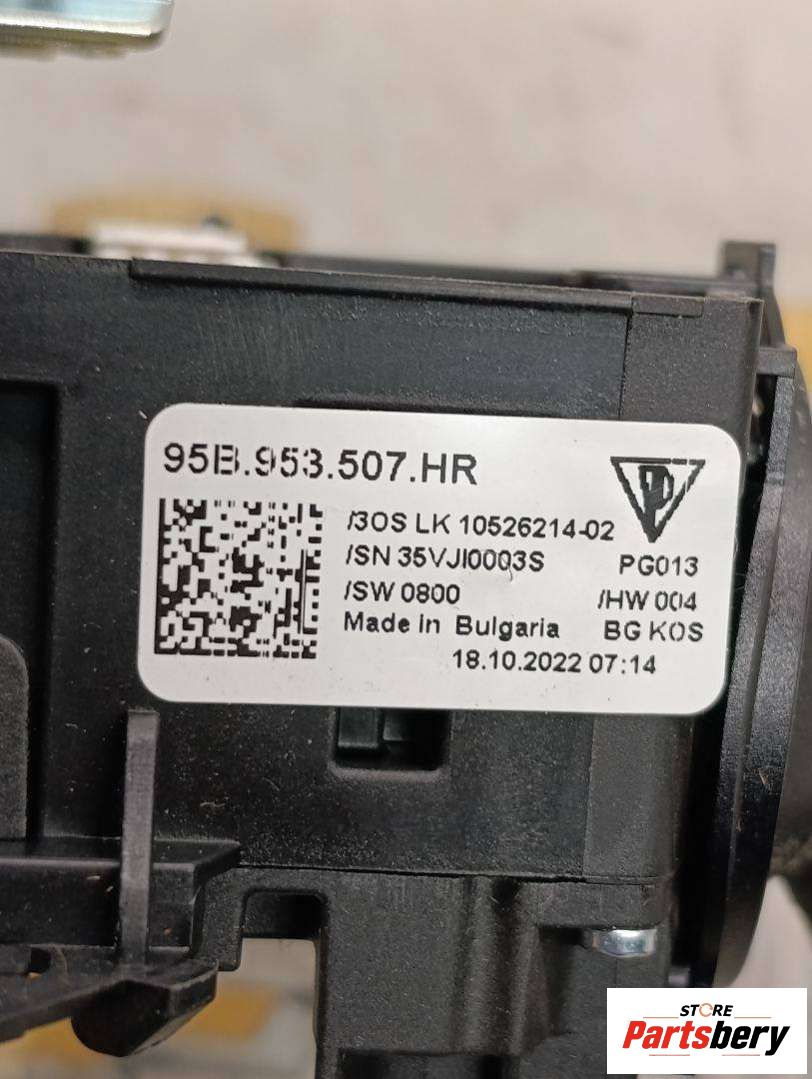 95B.953.507.HR
/3OS LK 10526214-02
/SN 35VJI0003S PG013
/SW 0800 /HW 004
Made in Bulgaria BG KOS
18.10.2022 07:14
STORE
Partsbery